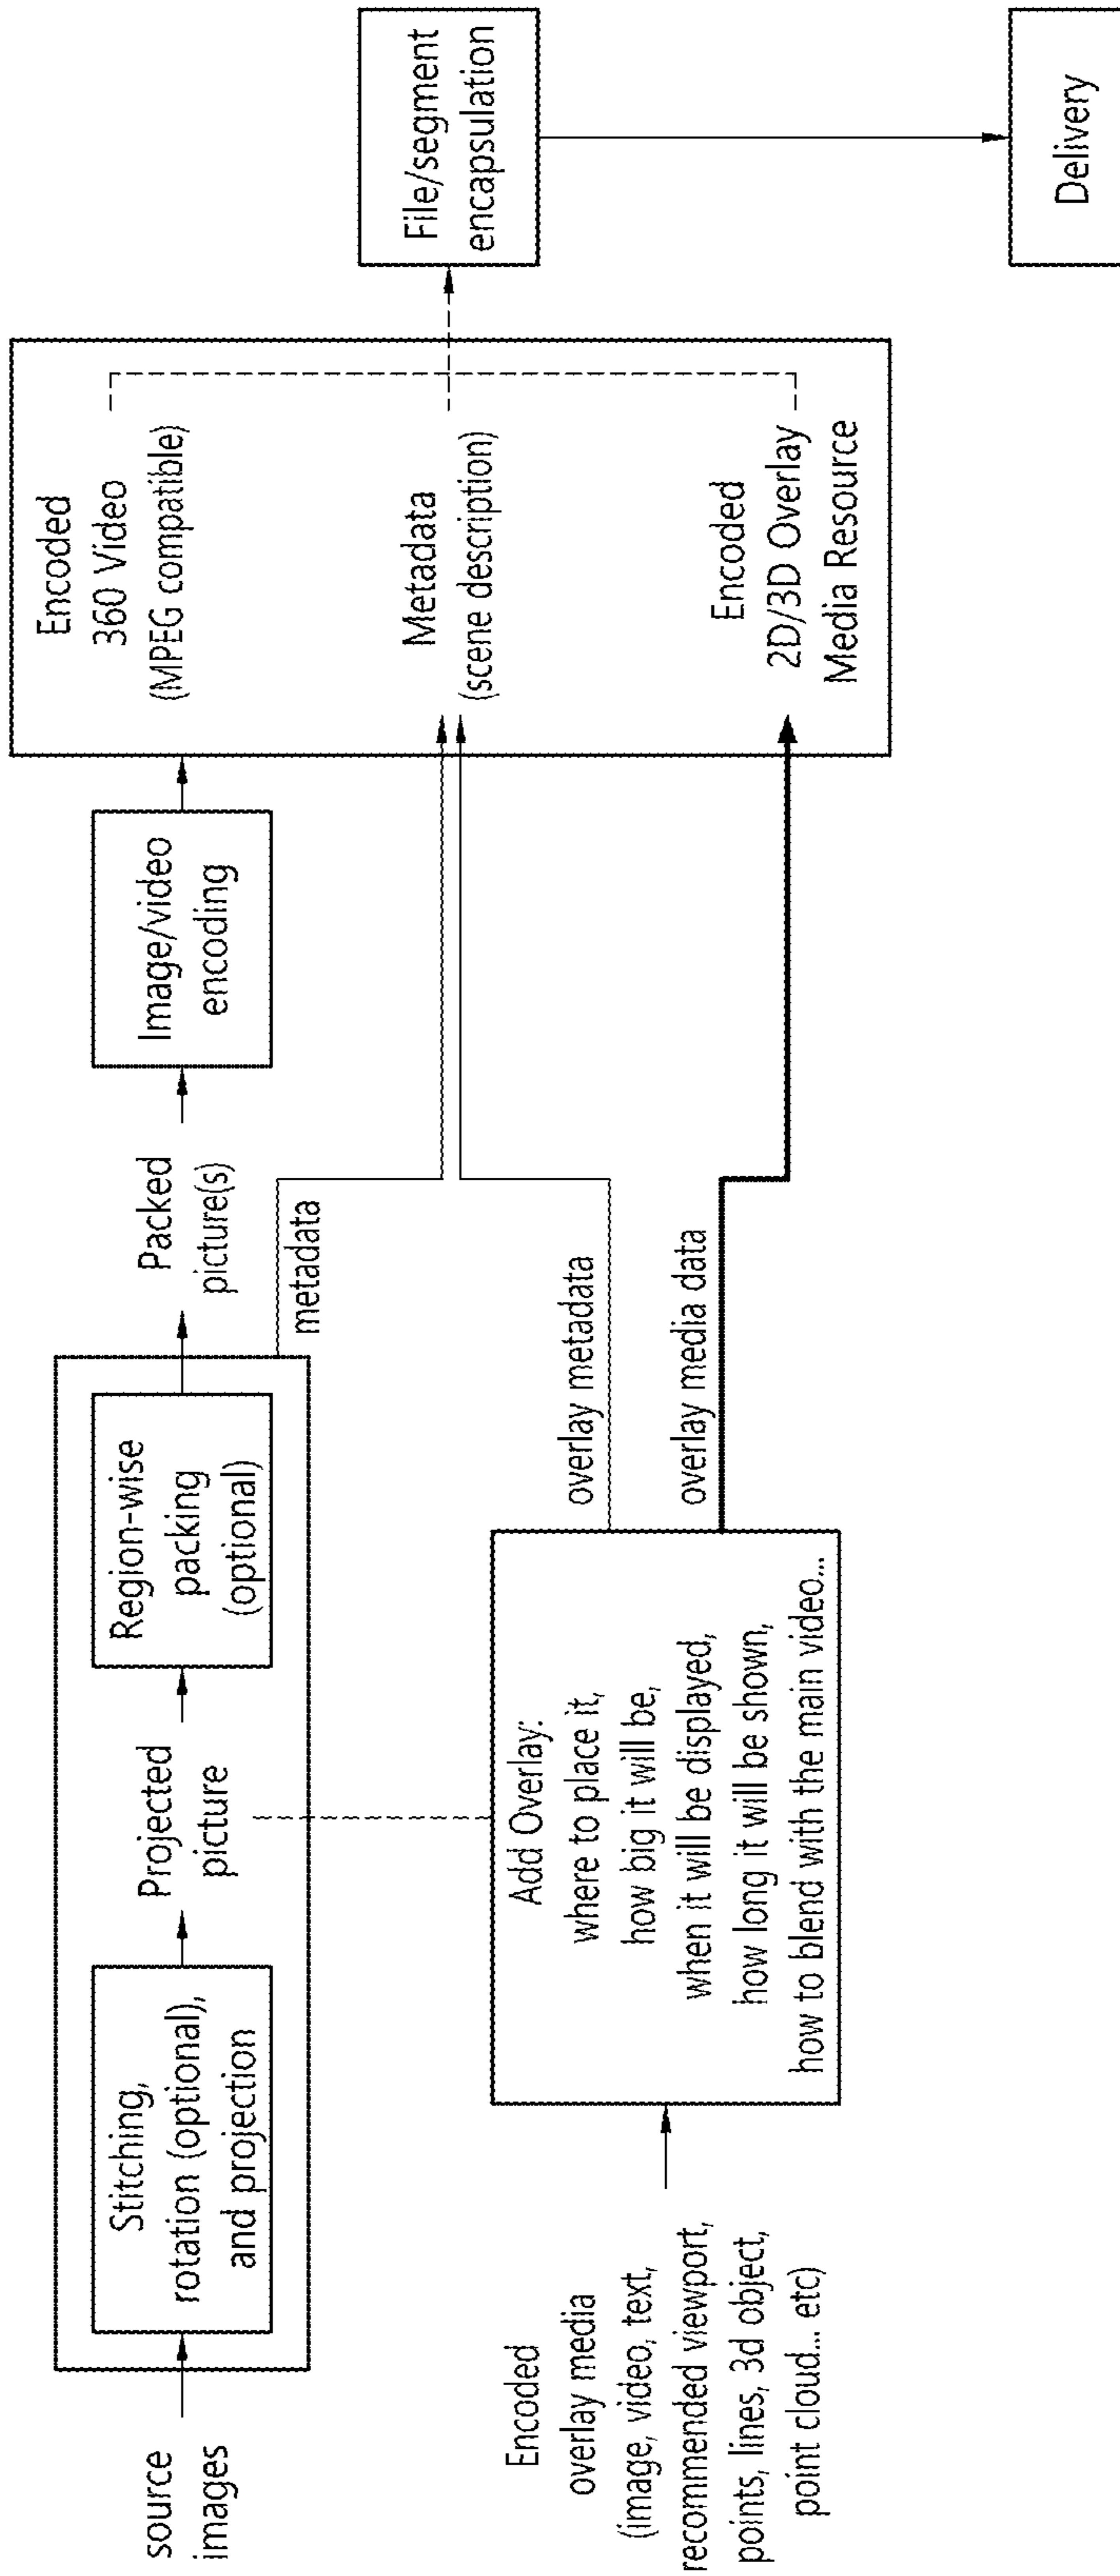 source
images
Stitching,
rotation (optional),
and projection
Projected
picture
Region-wise
packing
(optional)
Packed
picture(s)
Image/video
encoding
metadata
Encoded
overlay media
(image, video, text,
recommended viewport,
points, lines, 3d object,
point cloud... etc)
Add Overlay:
where to place it,
how big it will be,
when it will be displayed,
how long it will be shown,
how to blend with the main video...
overlay metadata
overlay media data
Encoded
360 Video
(MPEG compatible)
Metadata
(scene description)
Encoded
2D/3D Overlay
Media Resource
File/segment
encapsulation
Delivery